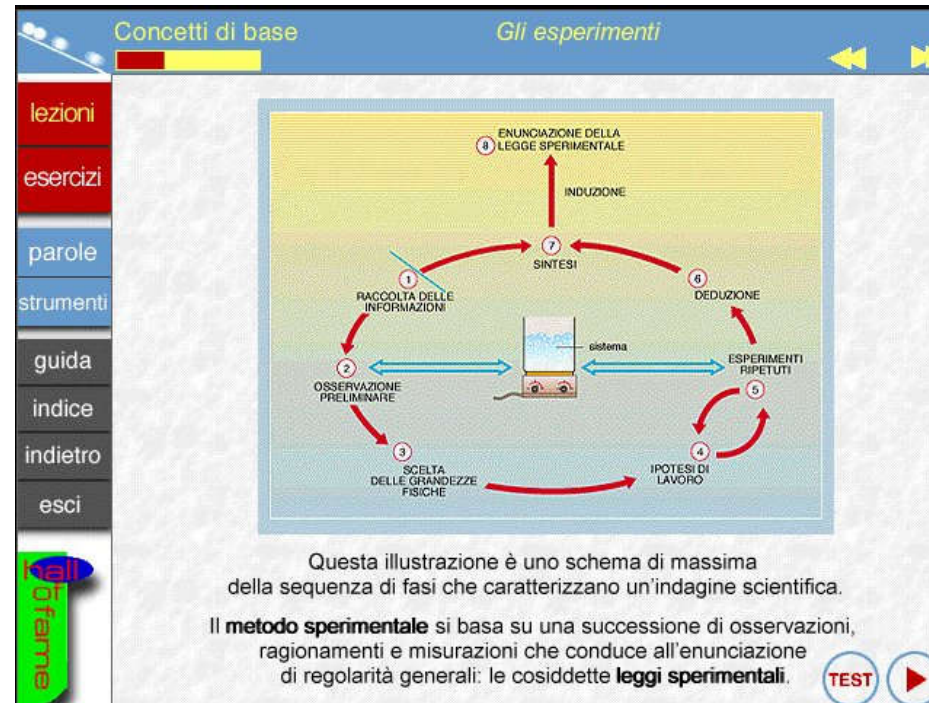 Concetti di base
Gli esperimenti
lezioni
esercizi
parole
strumenti
guida
indice
indietro
esci
hall
of
fame
8 ENUNCIAZIONE DELLA
LEGGE SPERIMENTALE
INDUZIONE
7
SINTESI
1
RACCOLTA DELLE
INFORMAZIONI
6
DEDUZIONE
sistema
2
OSSERVAZIONE
PRELIMINARE
ESPERIMENTI
RIPETUTI
5
3
SCELTA
DELLE GRANDEZZE
FISICHE
4
IPOTESI DI
LAVORO
Questa illustrazione è uno schema di massima
della sequenza di fasi che caratterizzano un'indagine scientifica.
Il metodo sperimentale si basa su una successione di osservazioni,
ragionamenti e misurazioni che conduce all'enunciazione
di regolarità generali: le cosiddette leggi sperimentali.
TEST